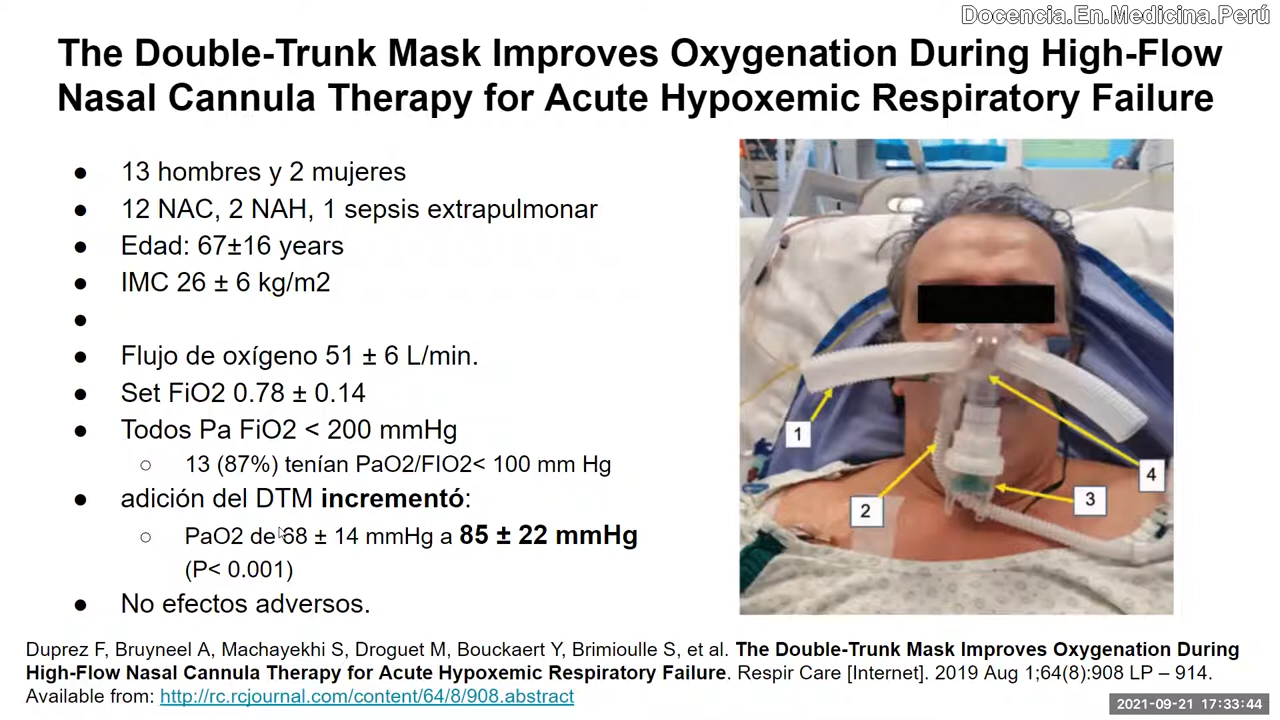 Docencia.En.Medicina.Perú
The Double-Trunk Mask Improves Oxygenation During High-Flow
Nasal Cannula Therapy for Acute Hypoxemic Respiratory Failure
● 13 hombres y 2 mujeres
● 12 NAC, 2 NAH, 1 sepsis extrapulmonar
● Edad: 67±16 years
● IMC 26 ± 6 kg/m2
●
● Flujo de oxígeno 51 ± 6 L/min.
● Set FiO2 0.78 ± 0.14
● Todos Pa FiO2 < 200 mmHg
○ 13 (87%) tenían PaO2/FIO2< 100 mm Hg
● adición del DTM incrementó:
○ PaO2 de 68 ± 14 mmHg a 85 ± 22 mmHg
(P< 0.001)
● No efectos adversos.
1
2
3
4
Duprez F, Bruyneel A, Machayekhi S, Droguet M, Bouckaert Y, Brimioulle S, et al. The Double-Trunk Mask Improves Oxygenation During
High-Flow Nasal Cannula Therapy for Acute Hypoxemic Respiratory Failure. Respir Care [Internet]. 2019 Aug 1;64(8):908 LP – 914.
Available from: http://rc.rcjournal.com/content/64/8/908.abstract
2021-09-21 17:33:44